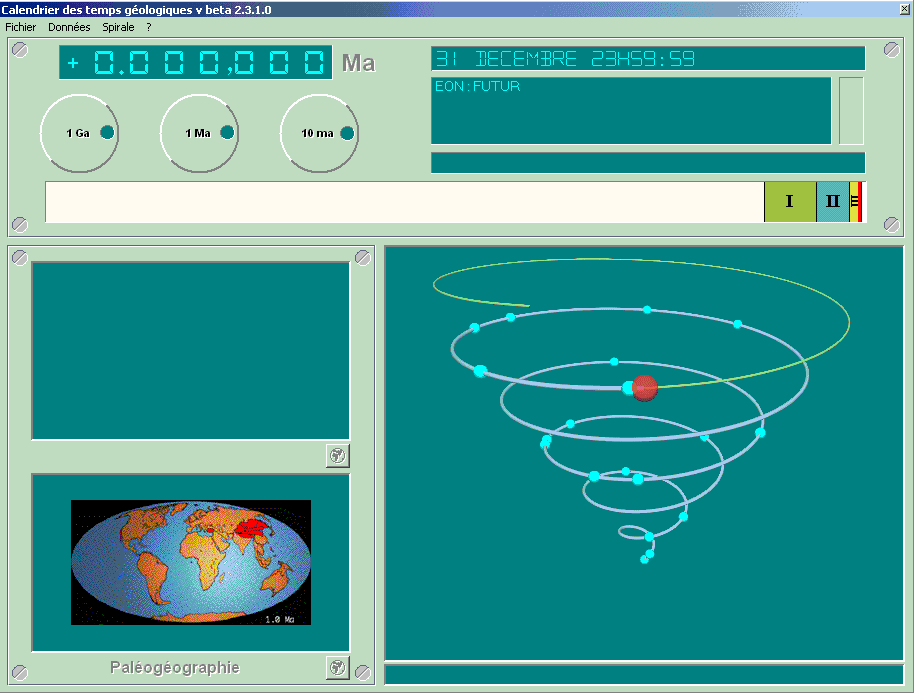 Calendrier des temps géologiques v beta 2.3.1.0
Fichier Données Spirale ?
+ 0.000,000 Ma
31 DECEMBRE 23H59:59
EON:FUTUR
1 Ga 1 Ma 10 ma
I II III
1.0 Ma
Paléogéographie